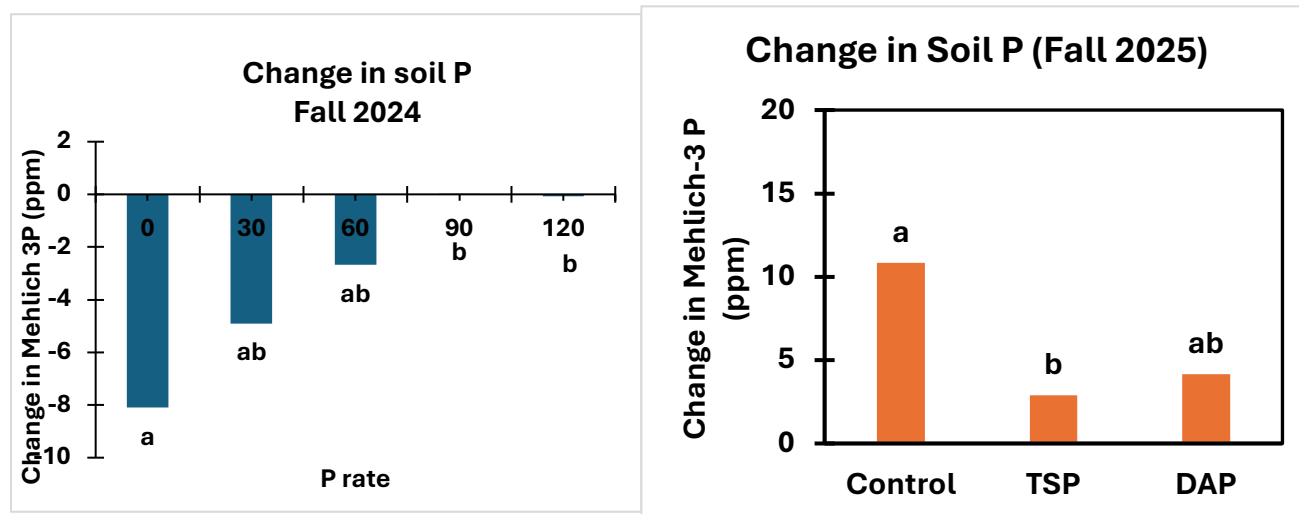 Change in soil P
Fall 2024
Change in Mehlich 3P (ppm)
2
0
-2
-4
-6
-8
-10
0
30
60
90
120
a
ab
ab
b
b
P rate
Change in Soil P (Fall 2025)
Change in Mehlich-3 P
(ppm)
20
15
10
5
0
a
b
ab
Control
TSP
DAP